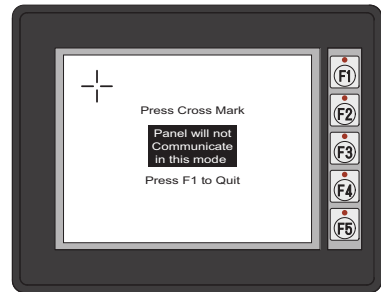 Press Cross Mark
Panel will not
Communicate
in this mode
Press F1 to Quit
F1
F2
F3
F4
F5